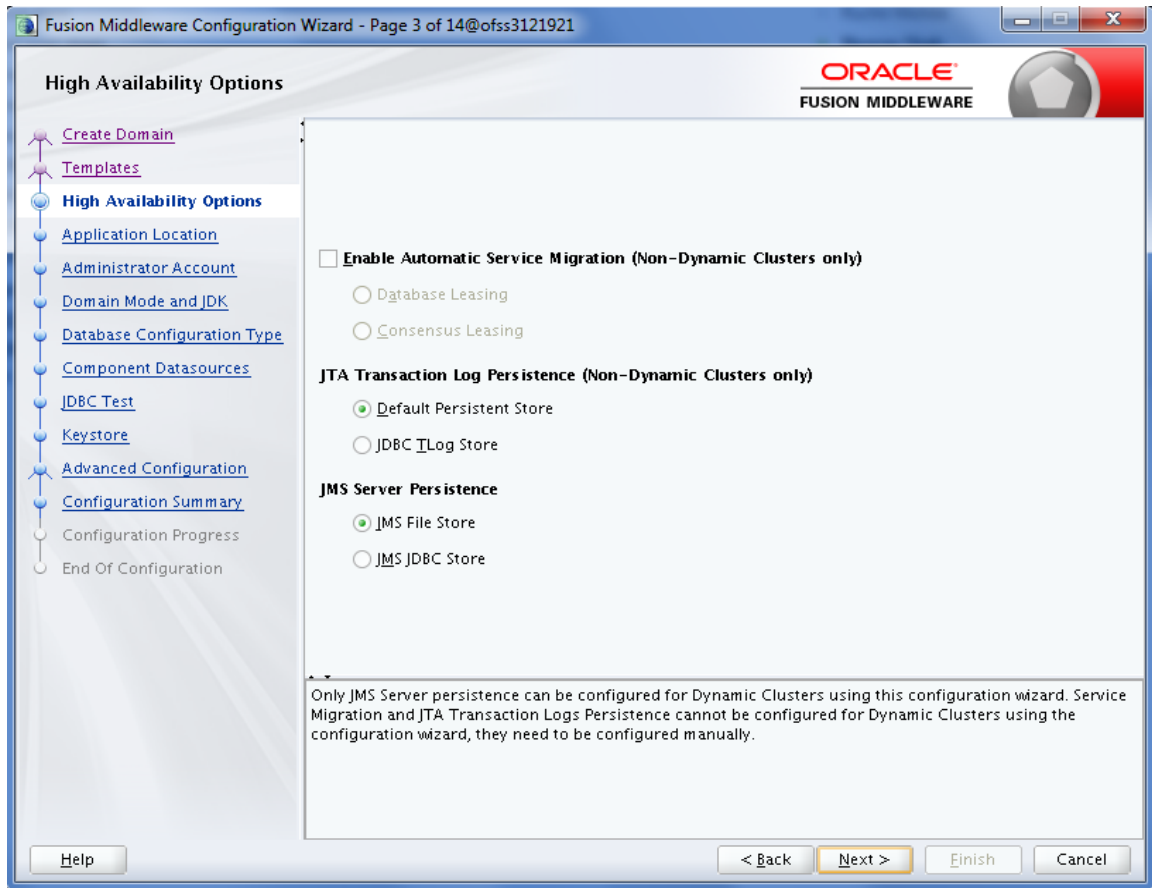 Fusion Middleware Configuration Wizard - Page 3 of 14@ofss3121921
High Availability Options
ORACLE
FUSION MIDDLEWARE
Create Domain
Templates
High Availability Options
Application Location
Administrator Account
Domain Mode and JDK
Database Configuration Type
Component Datasources
JDBC Test
Keystore
Advanced Configuration
Configuration Summary
Configuration Progress
End Of Configuration
Enable Automatic Service Migration (Non-Dynamic Clusters only)
Database Leasing
Consensus Leasing
JTA Transaction Log Persistence (Non-Dynamic Clusters only)
Default Persistent Store
JDBC TLog Store
JMS Server Persistence
JMS File Store
JMS JDBC Store
Only JMS Server persistence can be configured for Dynamic Clusters using this configuration wizard. Service
Migration and JTA Transaction Logs Persistence cannot be configured for Dynamic Clusters using the
configuration wizard, they need to be configured manually.
Help
< Back
Next >
Finish
Cancel